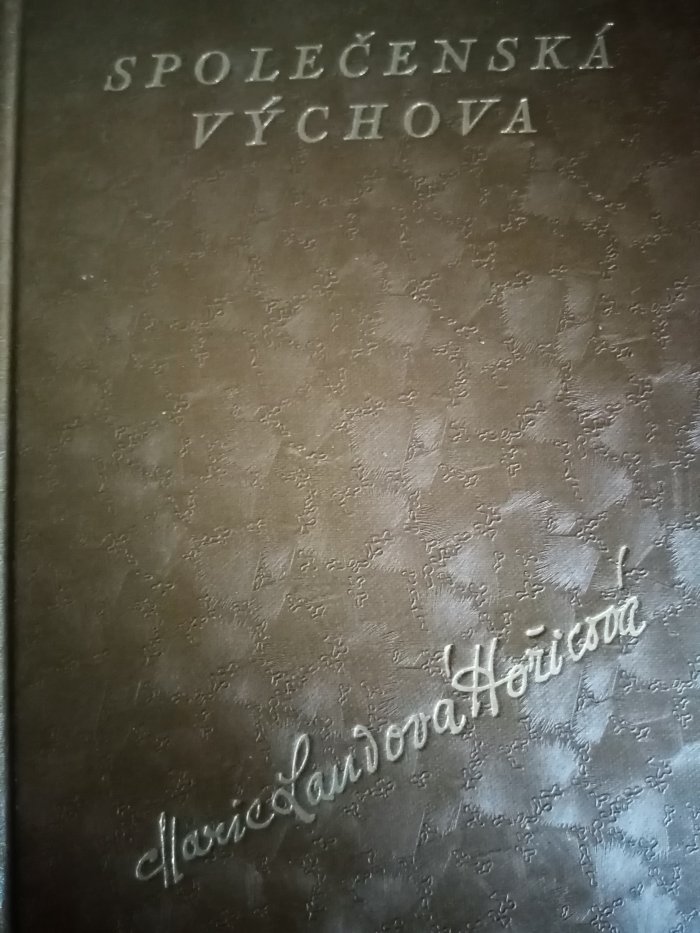 SPOLEČENSKÁ
VÝCHOVA
Marie Laudová Hořicová